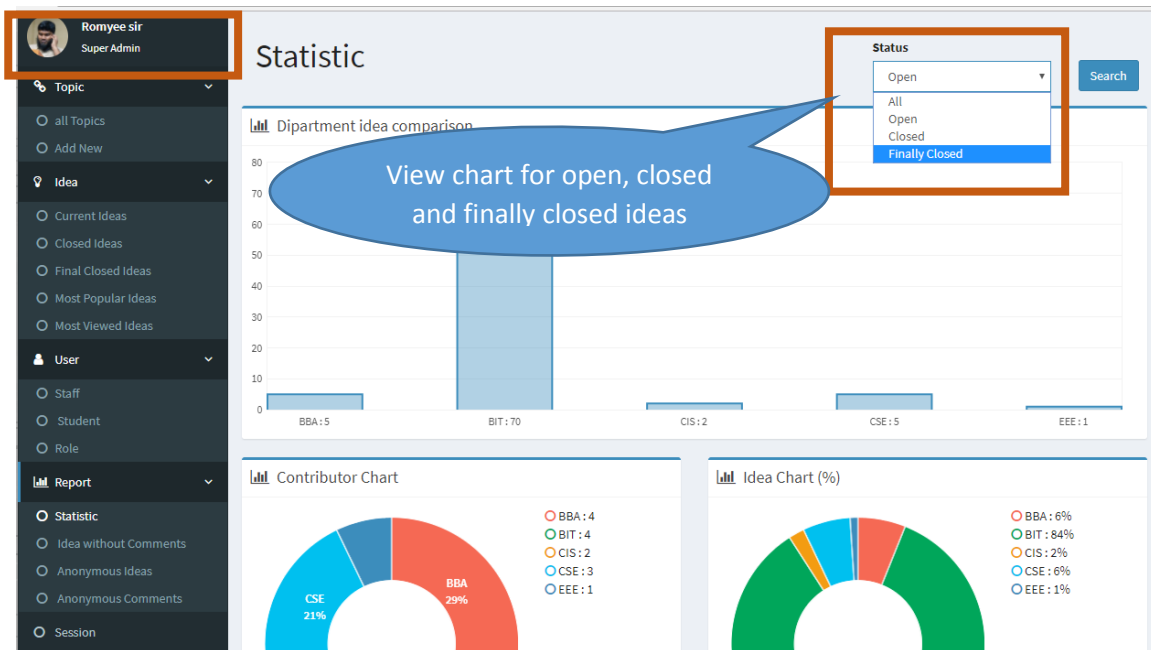 Romyee sir
Super Admin
Topic
all Topics
Add New
Idea
Current Ideas
Closed Ideas
Final Closed Ideas
Most Popular Ideas
Most Viewed Ideas
User
Staff
Student
Role
Report
Statistic
Idea without Comments
Anonymous Ideas
Anonymous Comments
Session
Statistic
Status
Open
Search
All
Open
Closed
Finally Closed
Dipartment idea comparison
View chart for open, closed
and finally closed ideas
80
70
60
50
40
30
20
10
0
BBA : 5
BIT : 70
CIS : 2
CSE : 5
EEE : 1
Contributor Chart
BBA : 4
BIT : 4
CIS : 2
CSE : 3
EEE : 1
BBA
29%
CSE
21%
Idea Chart (%)
BBA : 6%
BIT : 84%
CIS : 2%
CSE : 6%
EEE : 1%